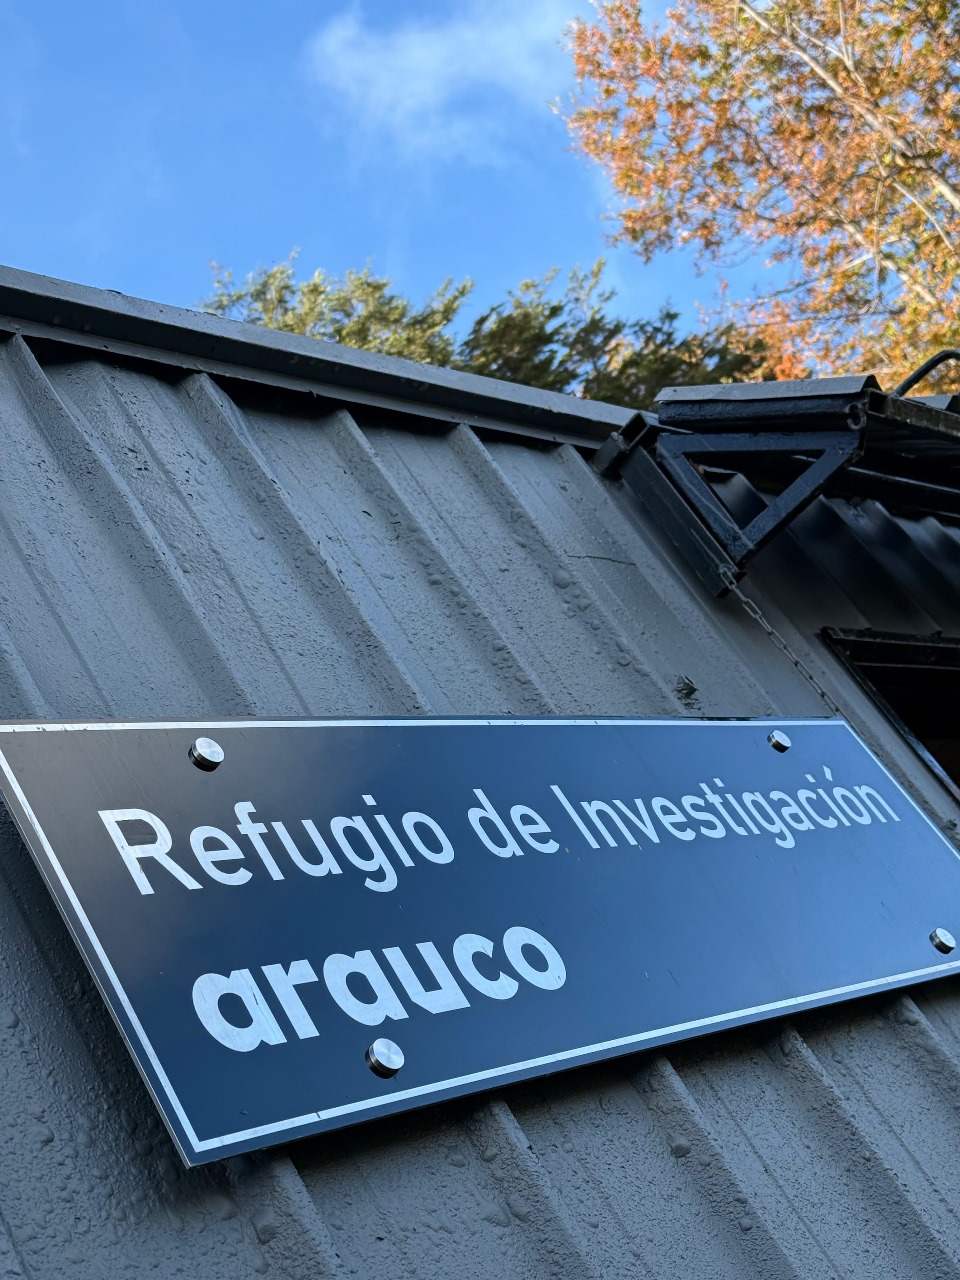 Refugio de Investigación
arauco